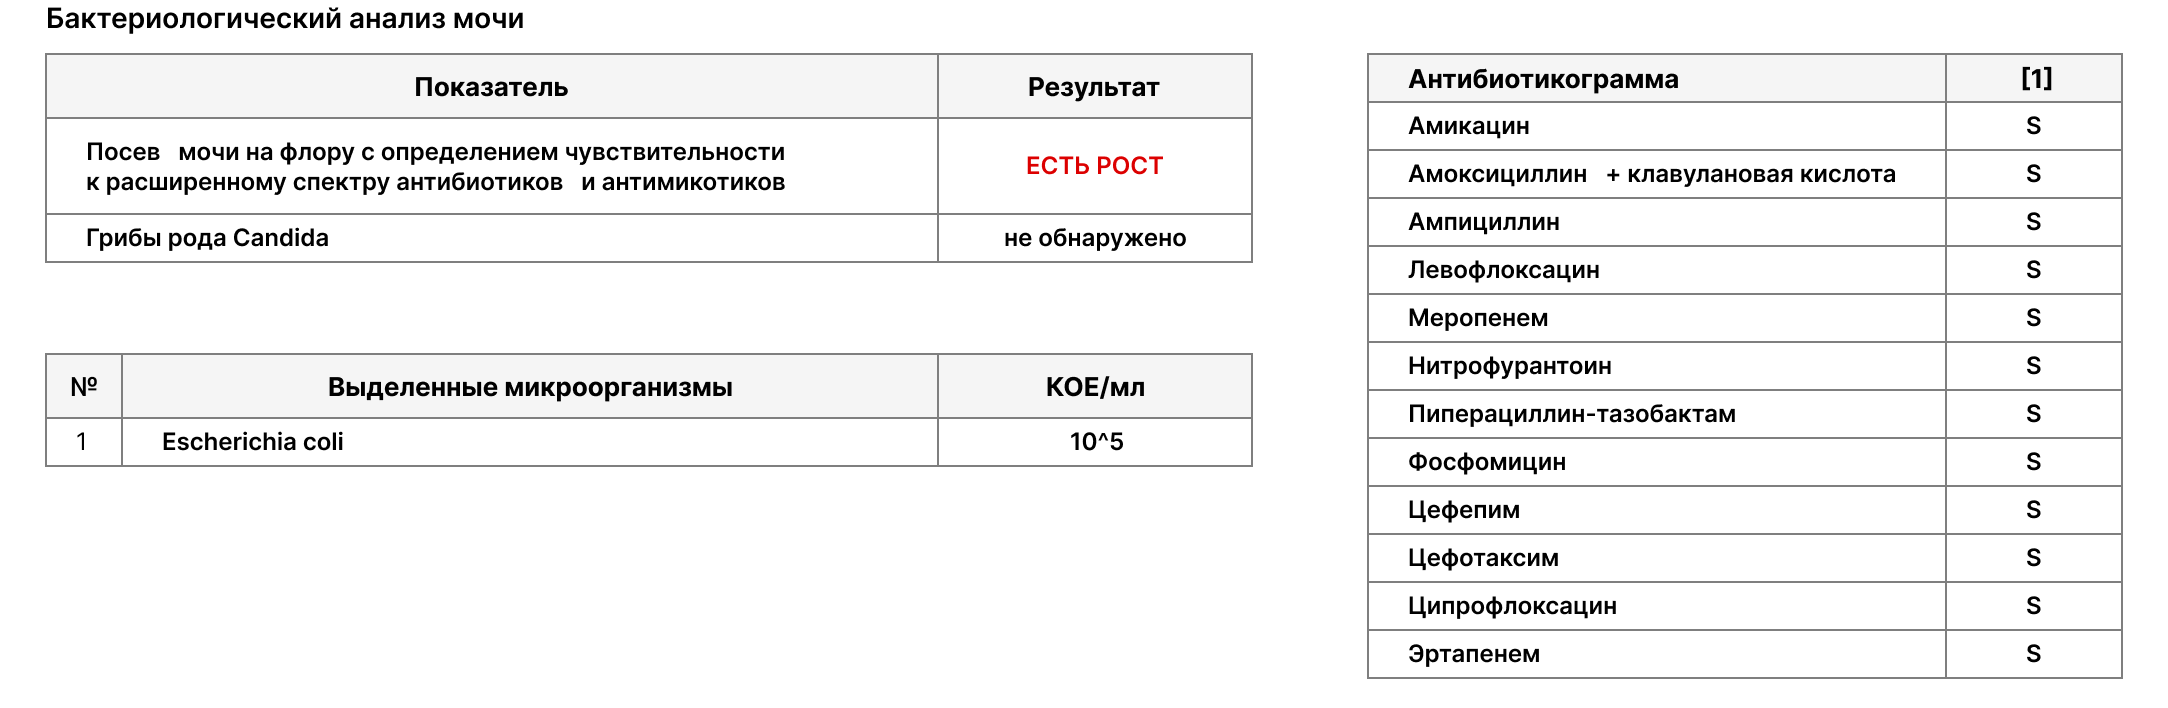 Бактериологический анализ мочи
Показатель Результат
Посев мочи на флору с определением чувствительности
к расширенному спектру антибиотиков и антимикотиков
ЕСТЬ РОСТ
Грибы рода Candida не обнаружено
№ Выделенные микроорганизмы КОЕ/мл
1 Escherichia coli 10^5
Антибиотикограмма [1]
Амикацин S
Амоксициллин + клавулановая кислота S
Ампициллин S
Левофлоксацин S
Меропенем S
Нитрофурантоин S
Пиперациллин-тазобактам S
Фосфомицин S
Цефепим S
Цефотаксим S
Ципрофлоксацин S
Эртапенем S